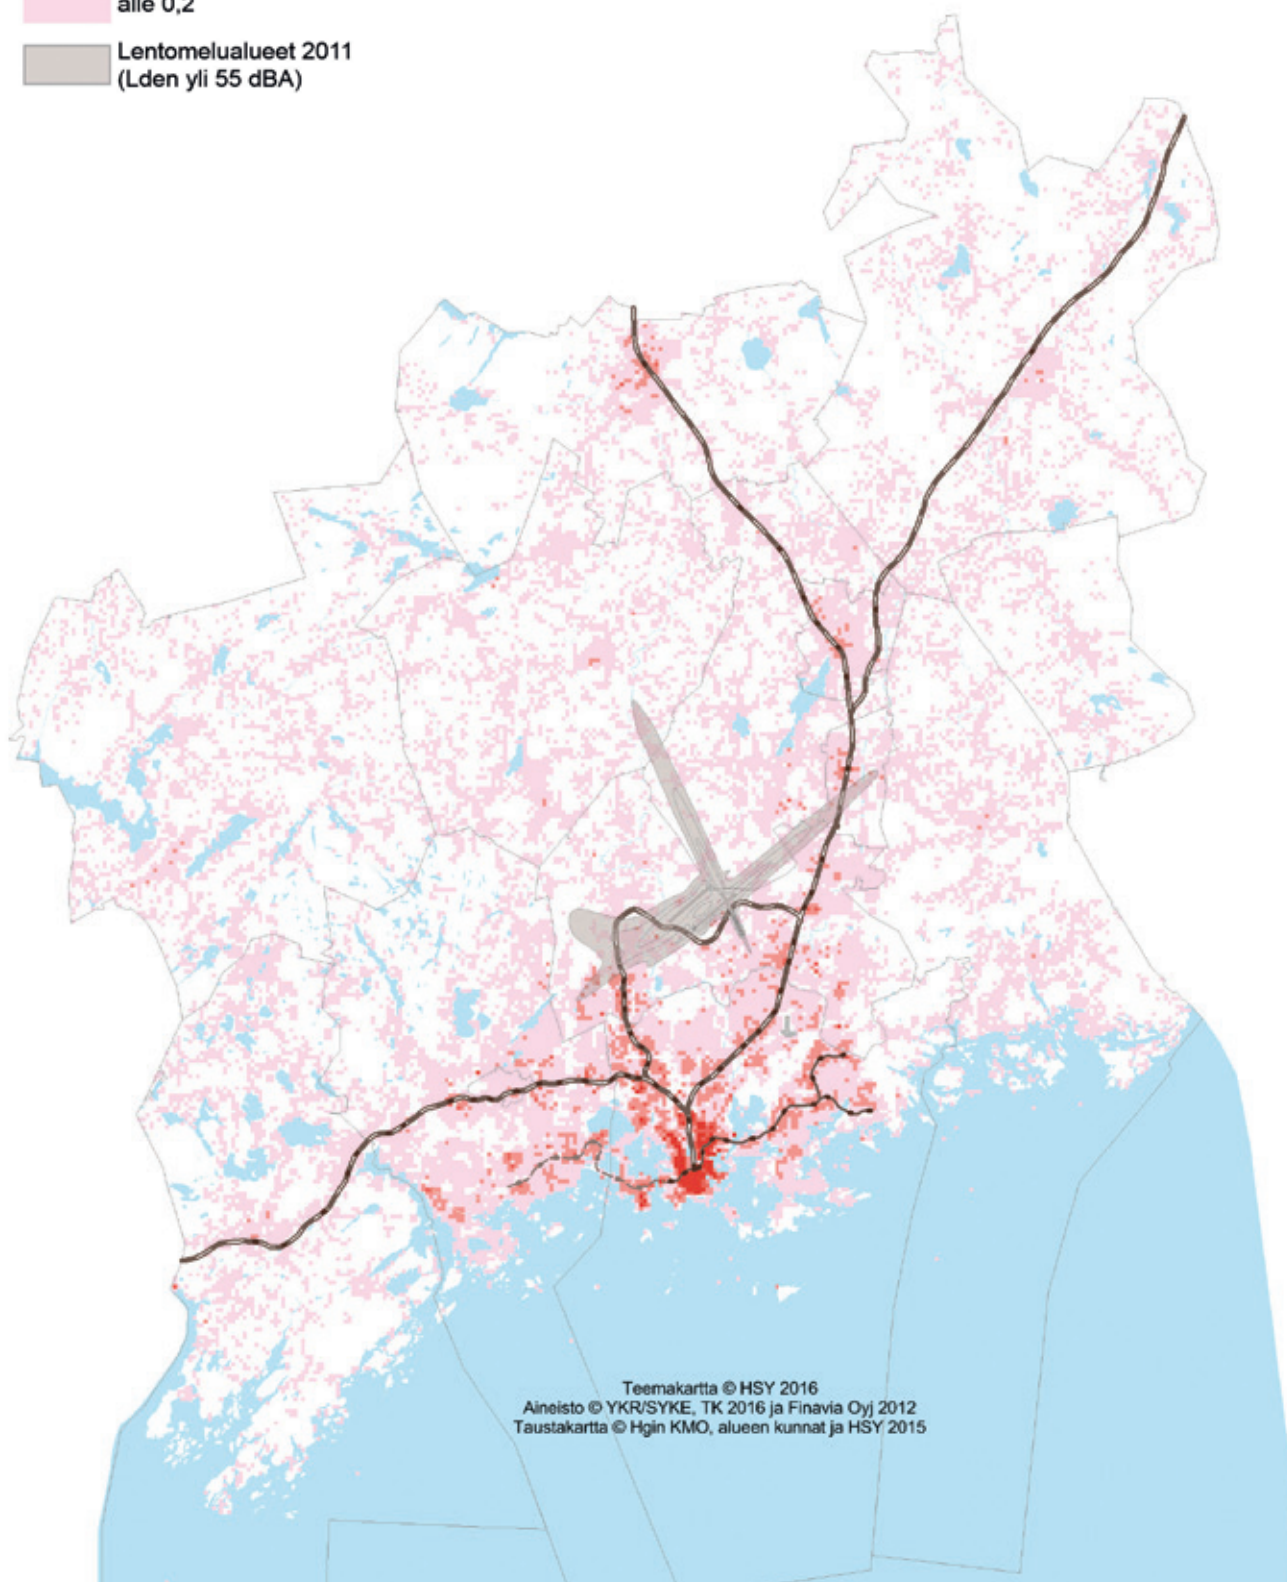 alle 0,2
Lentomelualueet 2011
(Lden yli 55 dBA)
Teemakartta © HSY 2016
Aineisto © YKR/SYKE, TK 2016 ja Finavia Oyj 2012
Taustakartta © Hgin KMO, alueen kunnat ja HSY 2015